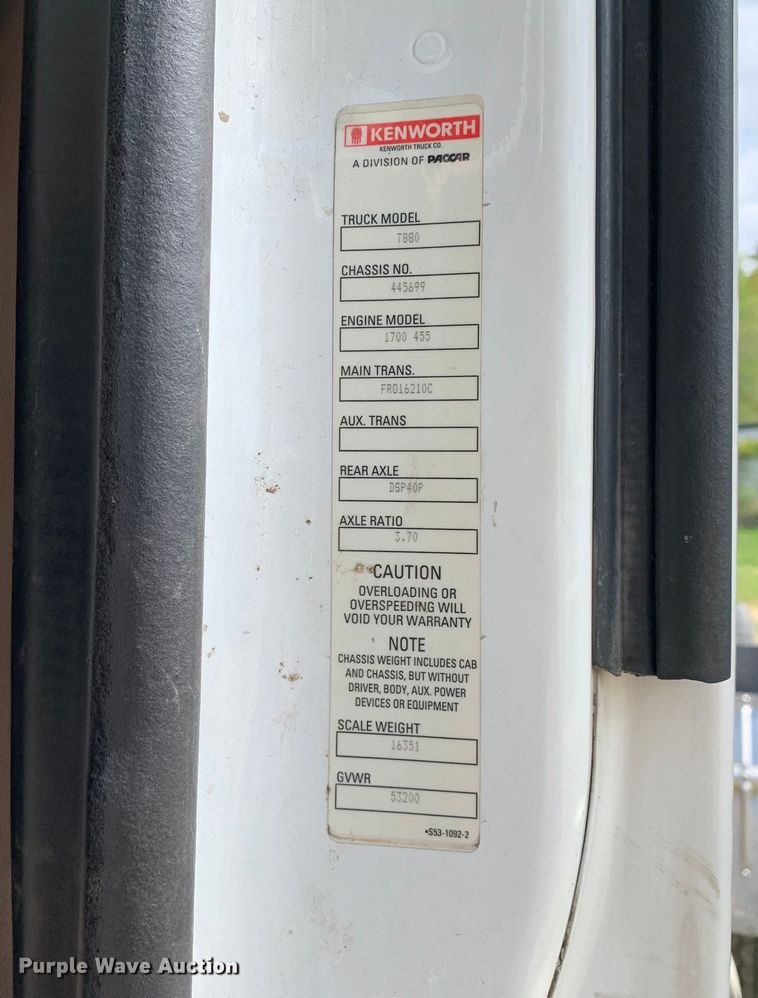 KENWORTH
KENWORTH TRUCK CO.
A DIVISION OF PACCAR
TRUCK MODEL
T880
CHASSIS NO.
445699
ENGINE MODEL
1700 455
MAIN TRANS.
FRO16210C
AUX. TRANS
REAR AXLE
DSP40P
AXLE RATIO
3.70
CAUTION
OVERLOADING OR
OVERSPEEDING WILL
VOID YOUR WARRANTY
NOTE
CHASSIS WEIGHT INCLUDES CAB
AND CHASSIS, BUT WITHOUT
DRIVER, BODY, AUX. POWER
DEVICES OR EQUIPMENT
SCALE WEIGHT
16351
GVWR
53200
•S53-1092-2
Purple Wave Auction